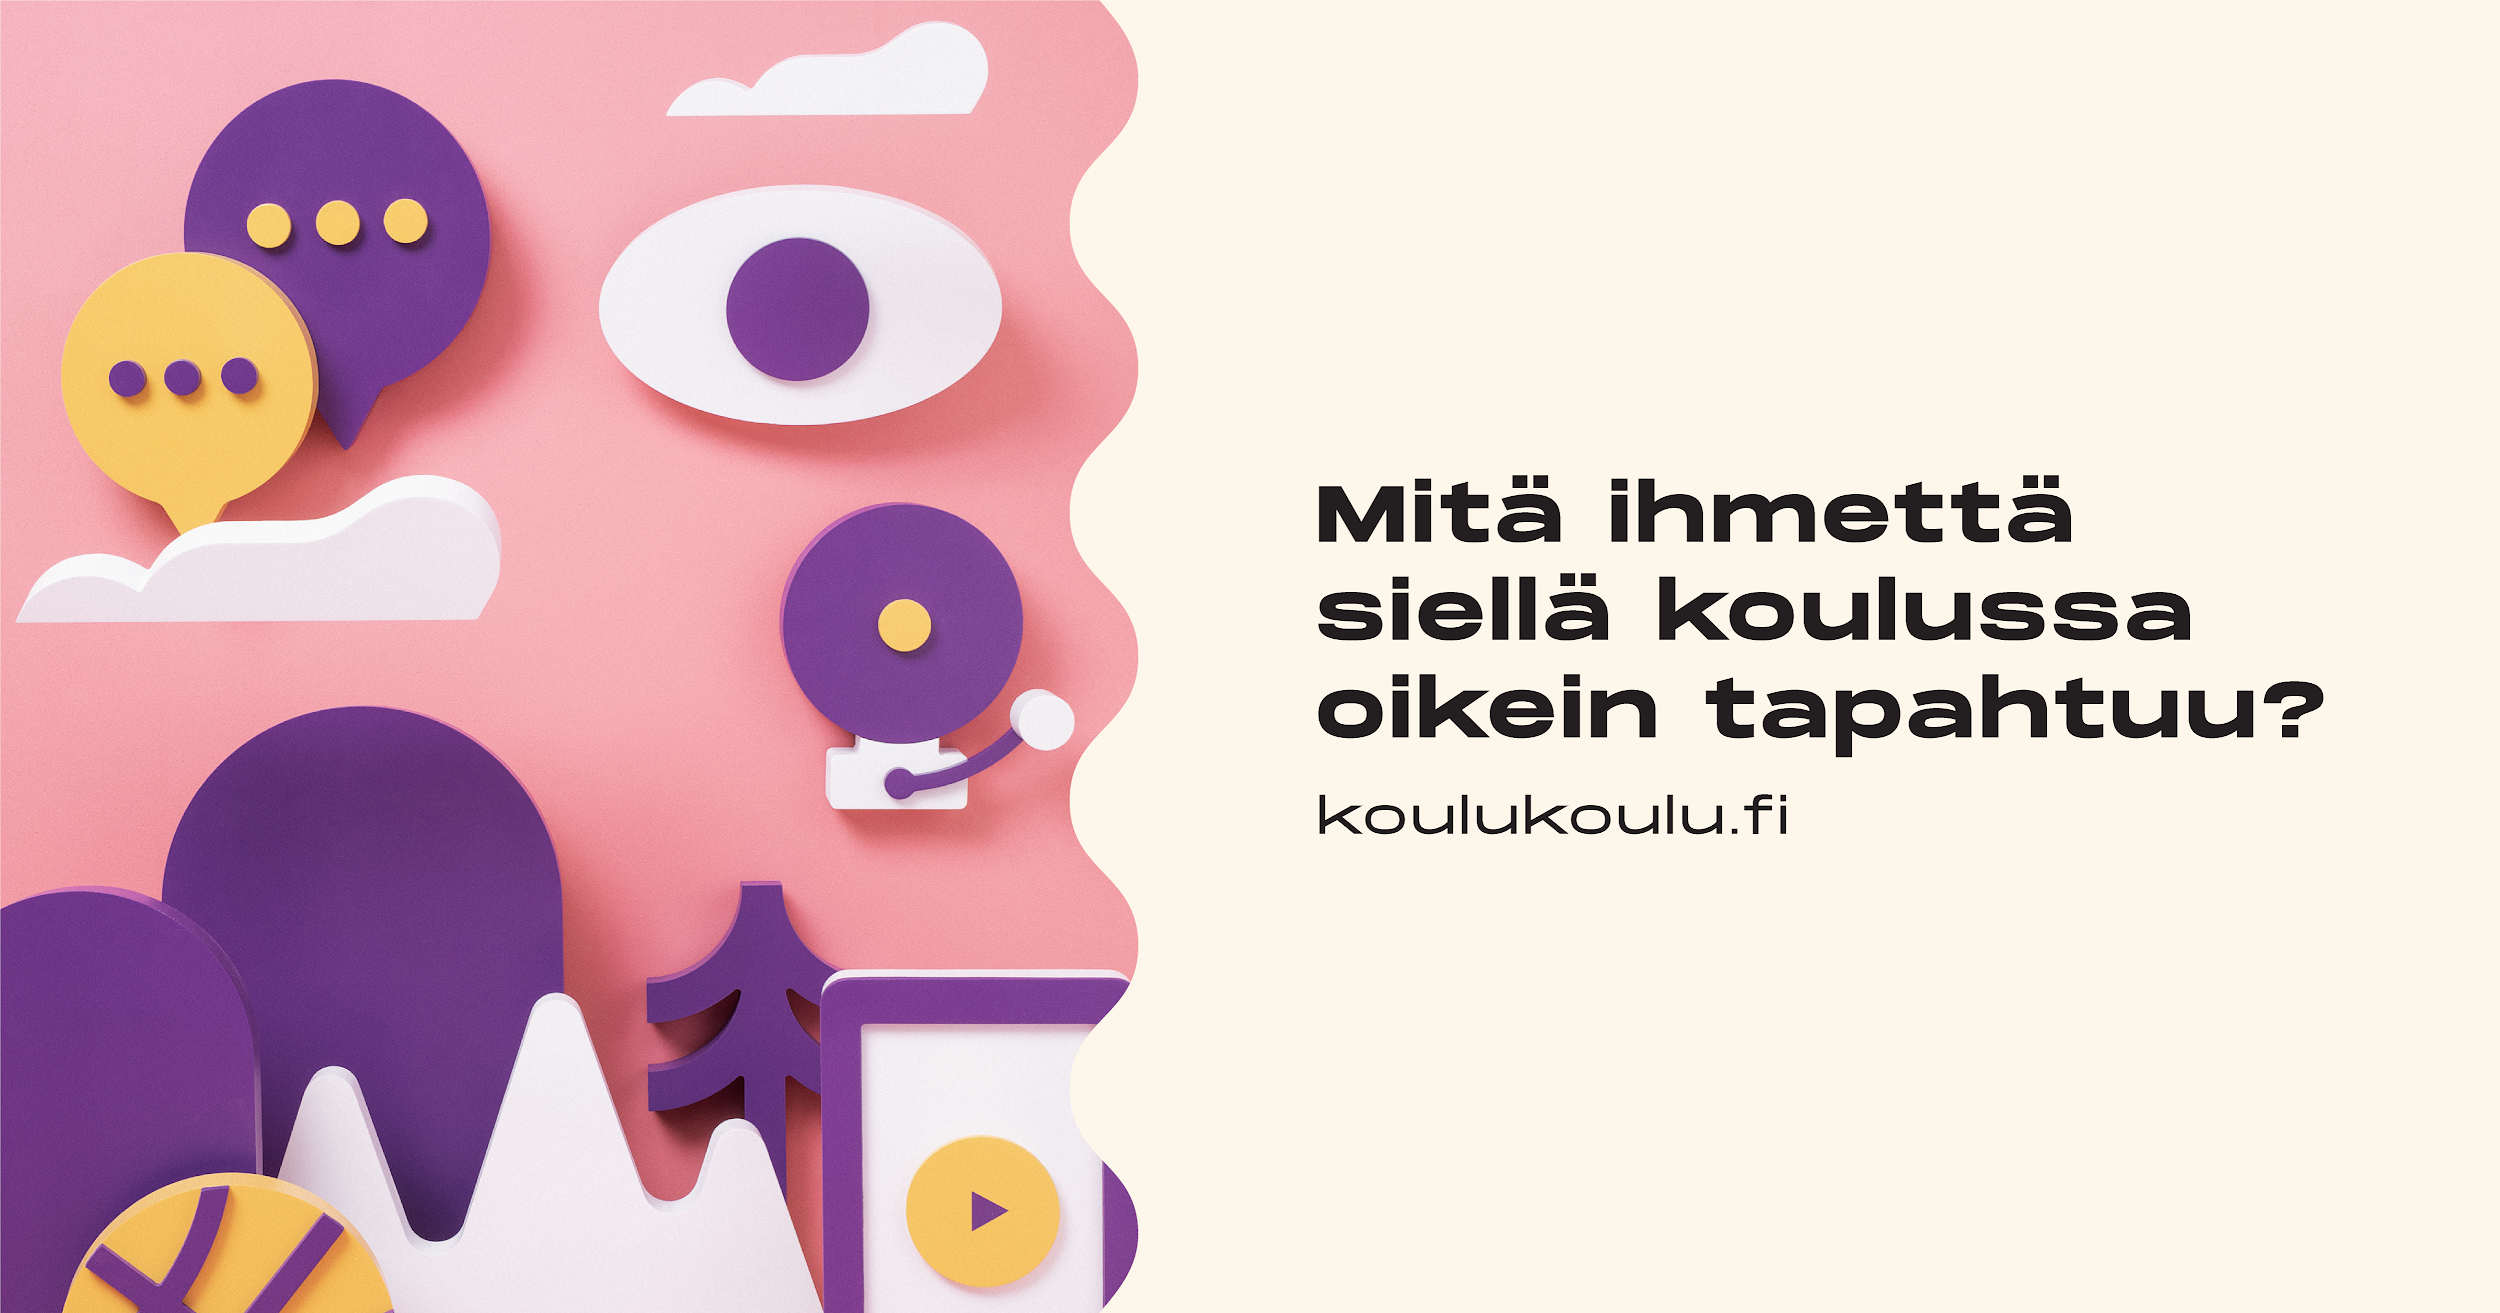 Mitä ihmettä
siellä koulussa
oikein tapahtuu?
koulukoulu.fi